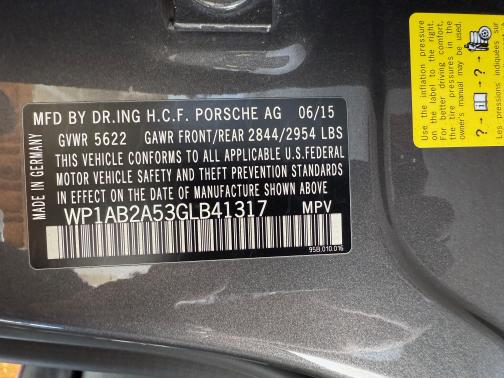 MFD BY DR.ING H.C.F. PORSCHE AG 06/15
GVWR 5622 GAWR FRONT/REAR 2844/2954 LBS
THIS VEHICLE CONFORMS TO ALL APPLICABLE U.S.FEDERAL
MOTOR VEHICLE SAFETY AND THEFT PREVENTION STANDARDS
IN EFFECT ON THE DATE OF MANUFACTURE SHOWN ABOVE
WP1AB2A53GLB41317 MPV
95B.010.016
MADE IN GERMANY
Use the inflation pressure
on the label to the right.
For better driving comfort,
the tire pressures in the
owner's manual may be used.
? → → ? →
Les pressions indiquées sur